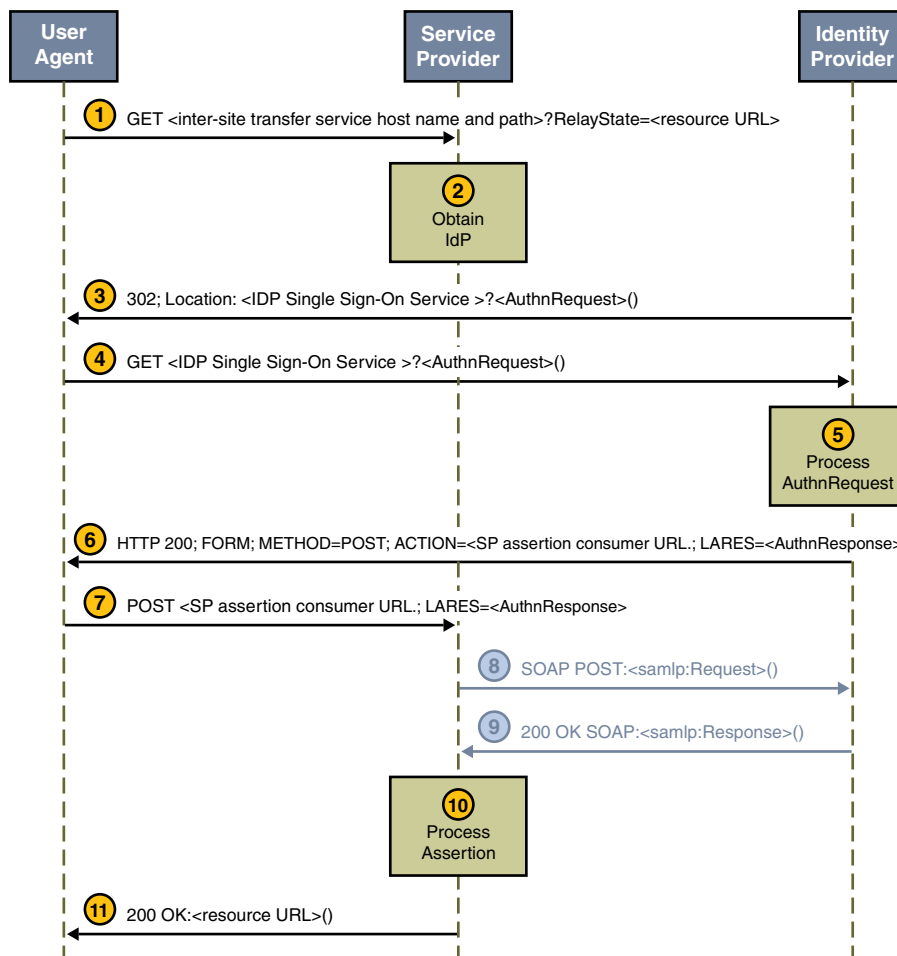 User
Agent
Service
Provider
Identity
Provider
1 GET <inter-site transfer service host name and path>?RelayState=<resource URL>
2
Obtain
IdP
3 302; Location: <IDP Single Sign-On Service >?<AuthnRequest>()
4 GET <IDP Single Sign-On Service >?<AuthnRequest>()
5
Process
AuthnRequest
6 HTTP 200; FORM; METHOD=POST; ACTION=<SP assertion consumer URL.; LARES=<AuthnResponse>
7 POST <SP assertion consumer URL.; LARES=<AuthnResponse>
8 SOAP POST:<samlp:Request>()
9 200 OK SOAP:<samlp:Response>()
10
Process
Assertion
11 200 OK:<resource URL>()